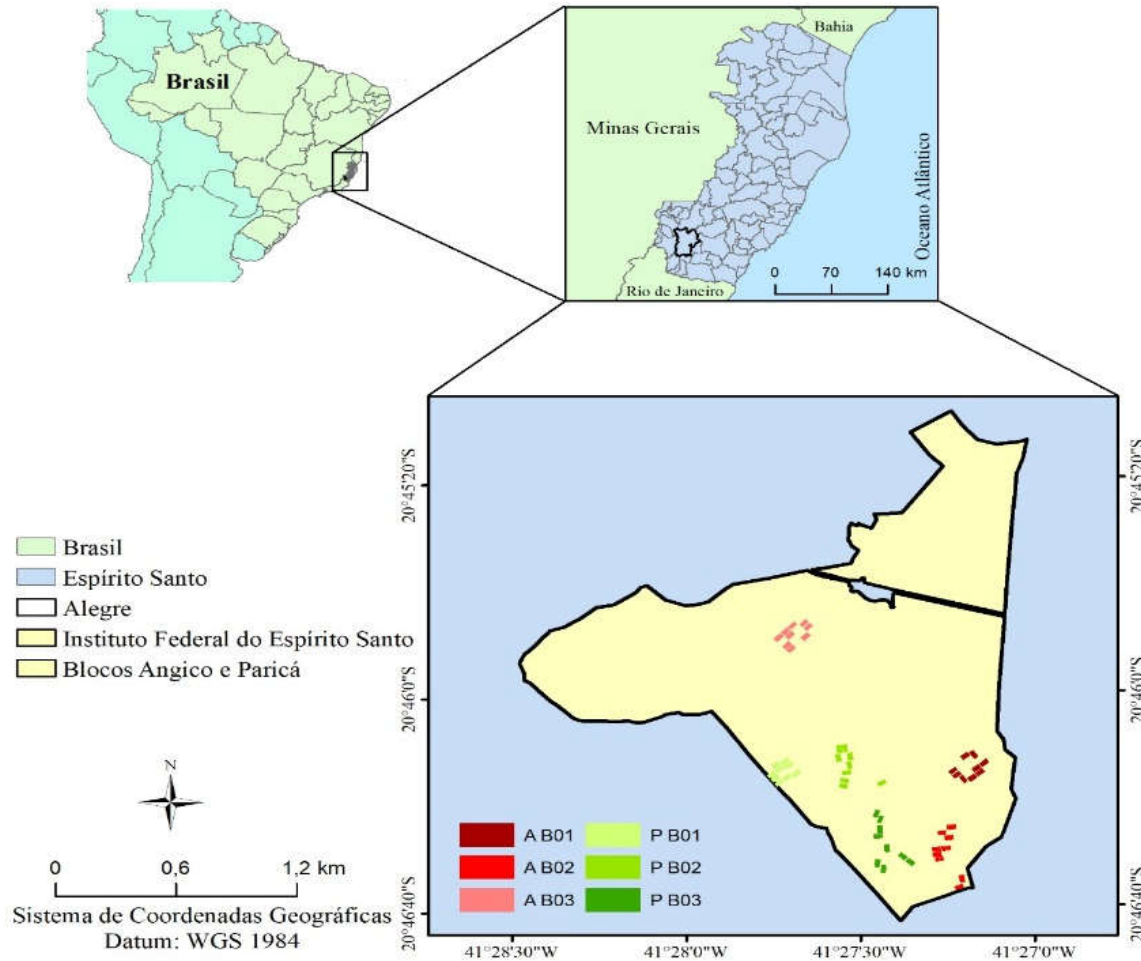 Brasil
Bahia
Minas Gerais
Oceano Atlântico
0 70 140 km
Rio de Janeiro
Brasil
Espírito Santo
Alegre
Instituto Federal do Espírito Santo
Blocos Angico e Paricá
N
0 0,6 1,2 km
Sistema de Coordenadas Geográficas
Datum: WGS 1984
20°45'20"S
20°46'0"S
20°46'40"S
20°45'20"S
20°46'0"S
20°46'40"S
A B01 P B01
A B02 P B02
A B03 P B03
41°28'30"W 41°28'0"W 41°27'30"W 41°27'0"W